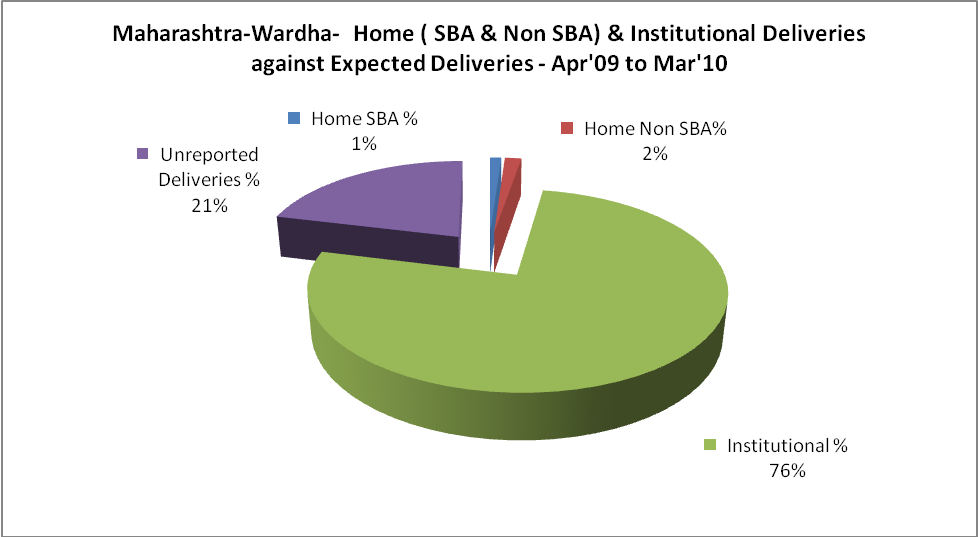 Maharashtra-Wardha-  Home ( SBA & Non SBA) & Institutional Deliveries
against Expected Deliveries - Apr'09 to Mar'10
Home SBA %
1%
Home Non SBA%
2%
Unreported
Deliveries %
21%
Institutional %
76%